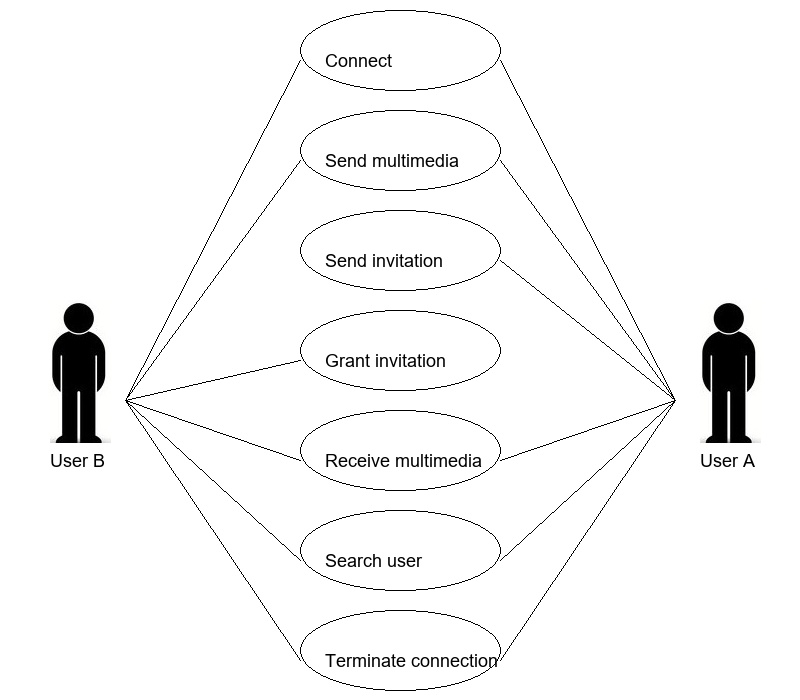 Connect
Send multimedia
Send invitation
Grant invitation
Receive multimedia
User B
User A
Search user
Terminate connection